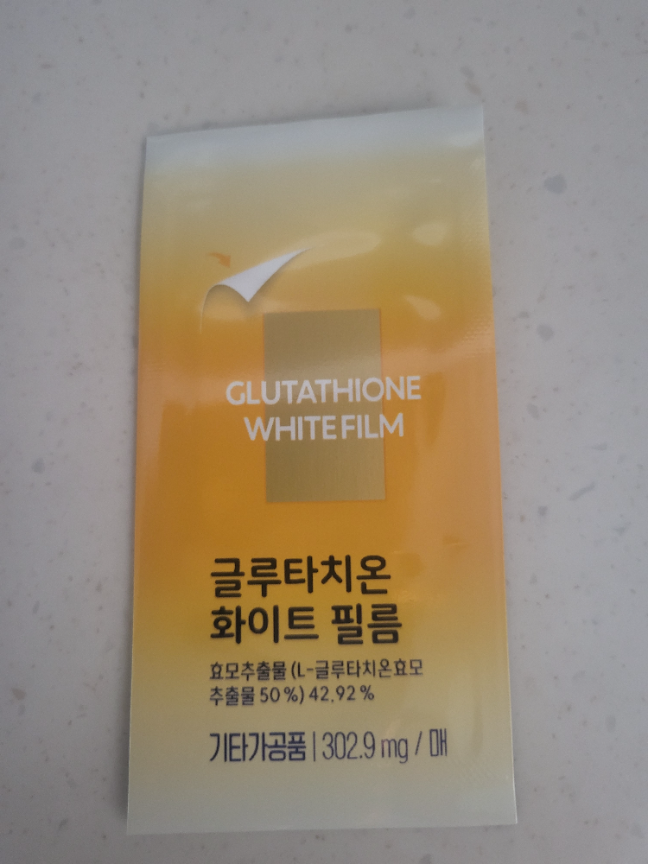 GLUTATHIONE
WHITE FILM
글루타치온
화이트 필름
효모추출물 (L-글루타치온효모
추출물 50 %) 42.92 %
기타가공품 | 302.9 mg / 매